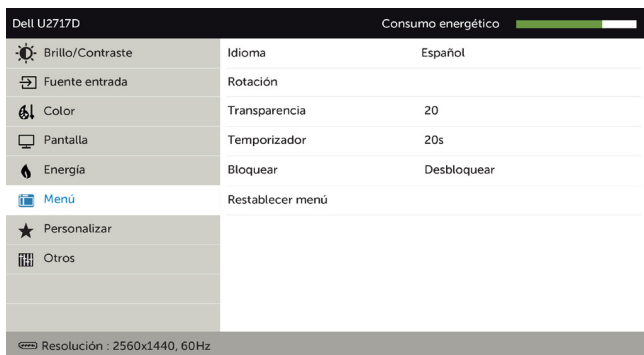 Dell U2717D Consumo energético
Brillo/Contraste Idioma Español
Fuente entrada Rotación
Color Transparencia 20
Pantalla Temporizador 20s
Energía Bloquear Desbloquear
Menú Restablecer menú
Personalizar
Otros
Resolución : 2560x1440, 60Hz